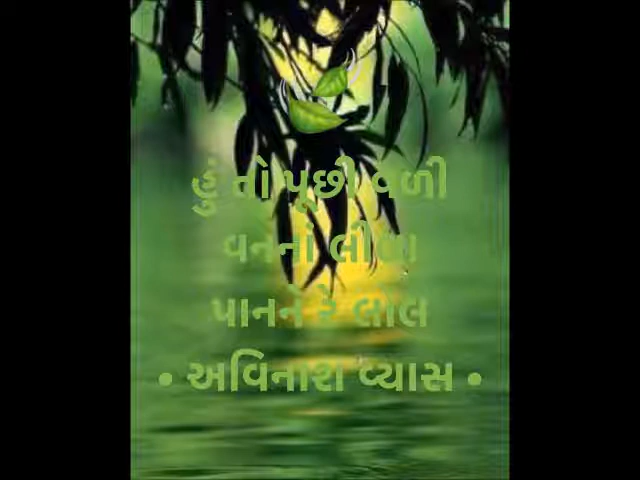 હું તો પૂછી વળી
વનનાં લીલા
પાનને રે લોલ
• અવિનાશ વ્યાસ •